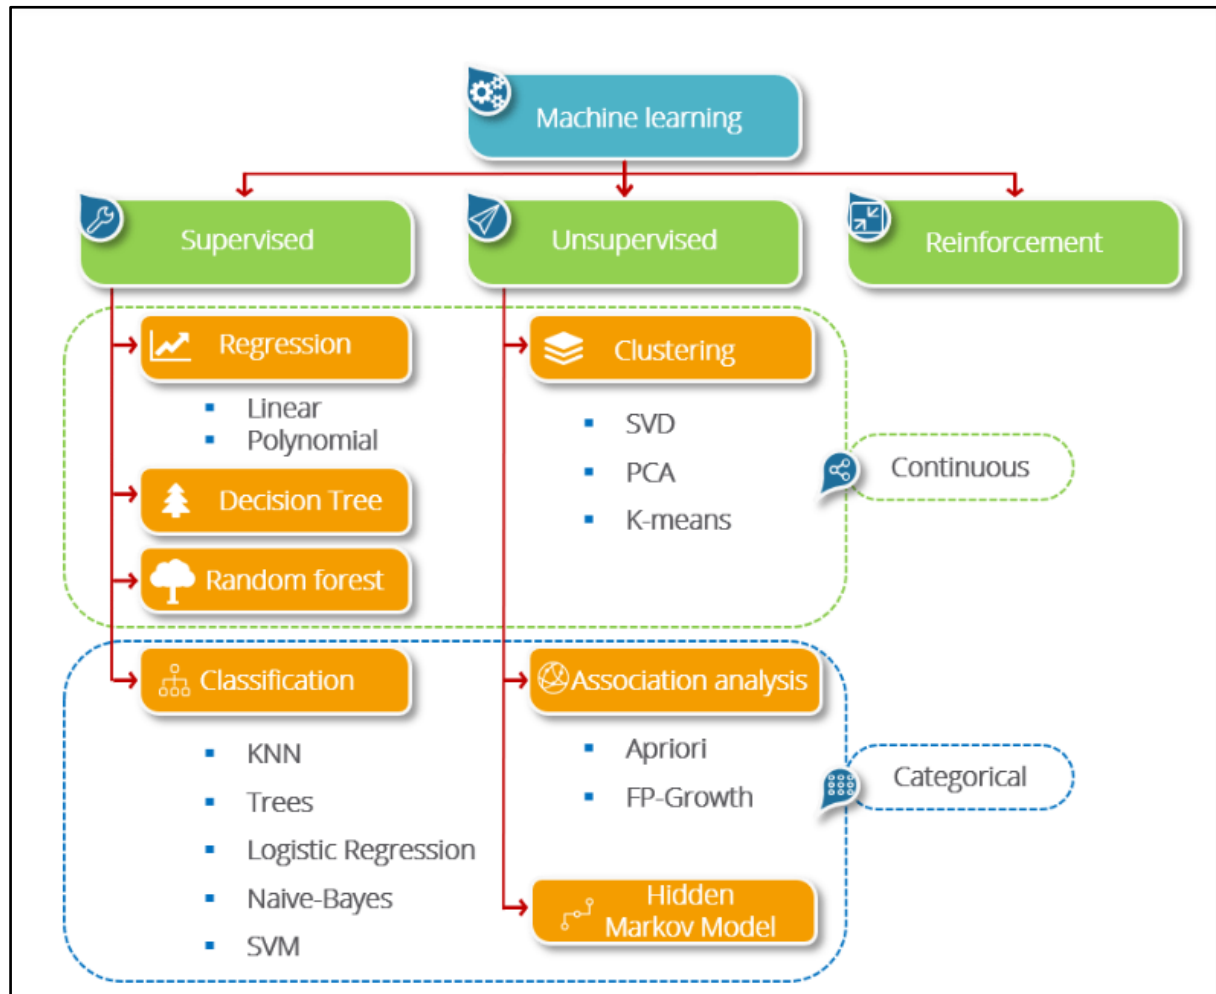 Machine learning
Supervised
Unsupervised
Reinforcement
Regression
Linear
Polynomial
Decision Tree
Random forest
Clustering
SVD
PCA
K-means
Continuous
Classification
KNN
Trees
Logistic Regression
Naive-Bayes
SVM
Association analysis
Apriori
FP-Growth
Hidden
Markov Model
Categorical